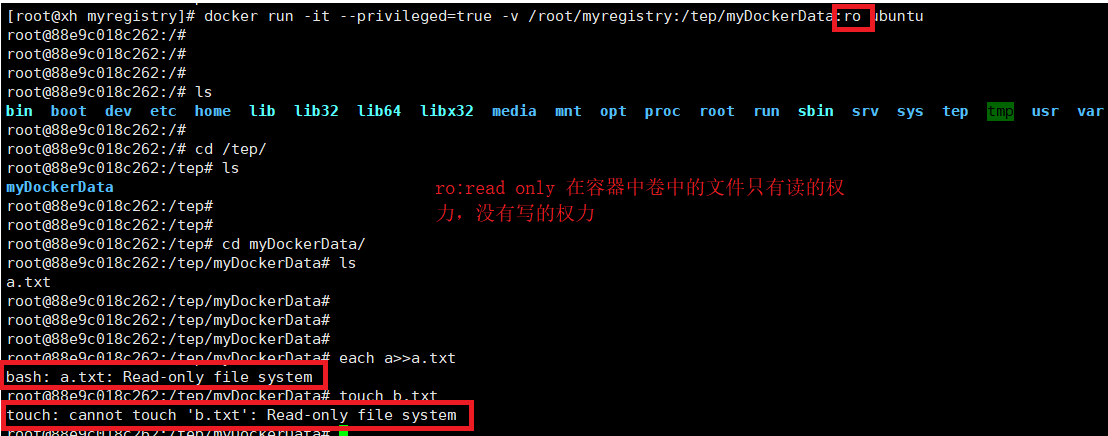 [root@xh myregistry]# docker run -it --privileged=true -v /root/myregistry:/tep/myDockerData:ro ubuntu
root@88e9c018c262:/#
root@88e9c018c262:/#
root@88e9c018c262:/#
root@88e9c018c262:/# ls
bin boot dev etc home lib lib32 lib64 libx32 media mnt opt proc root run sbin srv sys tep tmp usr var
root@88e9c018c262:/#
root@88e9c018c262:/# cd /tep/
root@88e9c018c262:/tep# ls
myDockerData
root@88e9c018c262:/tep#
root@88e9c018c262:/tep#
root@88e9c018c262:/tep# cd myDockerData/
root@88e9c018c262:/tep/myDockerData# ls
a.txt
root@88e9c018c262:/tep/myDockerData#
root@88e9c018c262:/tep/myDockerData#
root@88e9c018c262:/tep/myDockerData#
root@88e9c018c262:/tep/myDockerData# each a>>a.txt
bash: a.txt: Read-only file system
root@88e9c018c262:/tep/myDockerData# touch b.txt
touch: cannot touch 'b.txt': Read-only file system
root@88e9c018c262:/tep/myDockerData#
ro:read only 在容器中卷中的文件只有读的权
力，没有写的权力